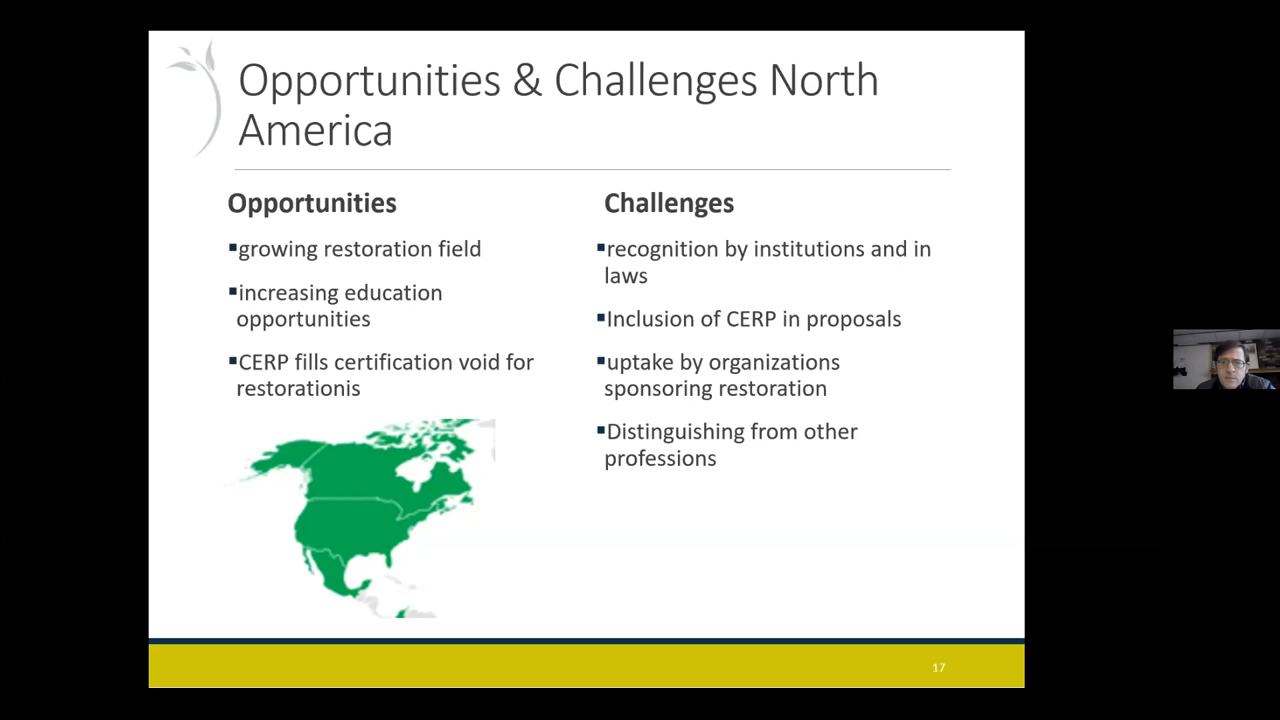 Opportunities & Challenges North
America
Opportunities
▪growing restoration field
▪increasing education
opportunities
▪CERP fills certification void for
restorationis
Challenges
▪recognition by institutions and in
laws
▪Inclusion of CERP in proposals
▪uptake by organizations
sponsoring restoration
▪Distinguishing from other
professions
17